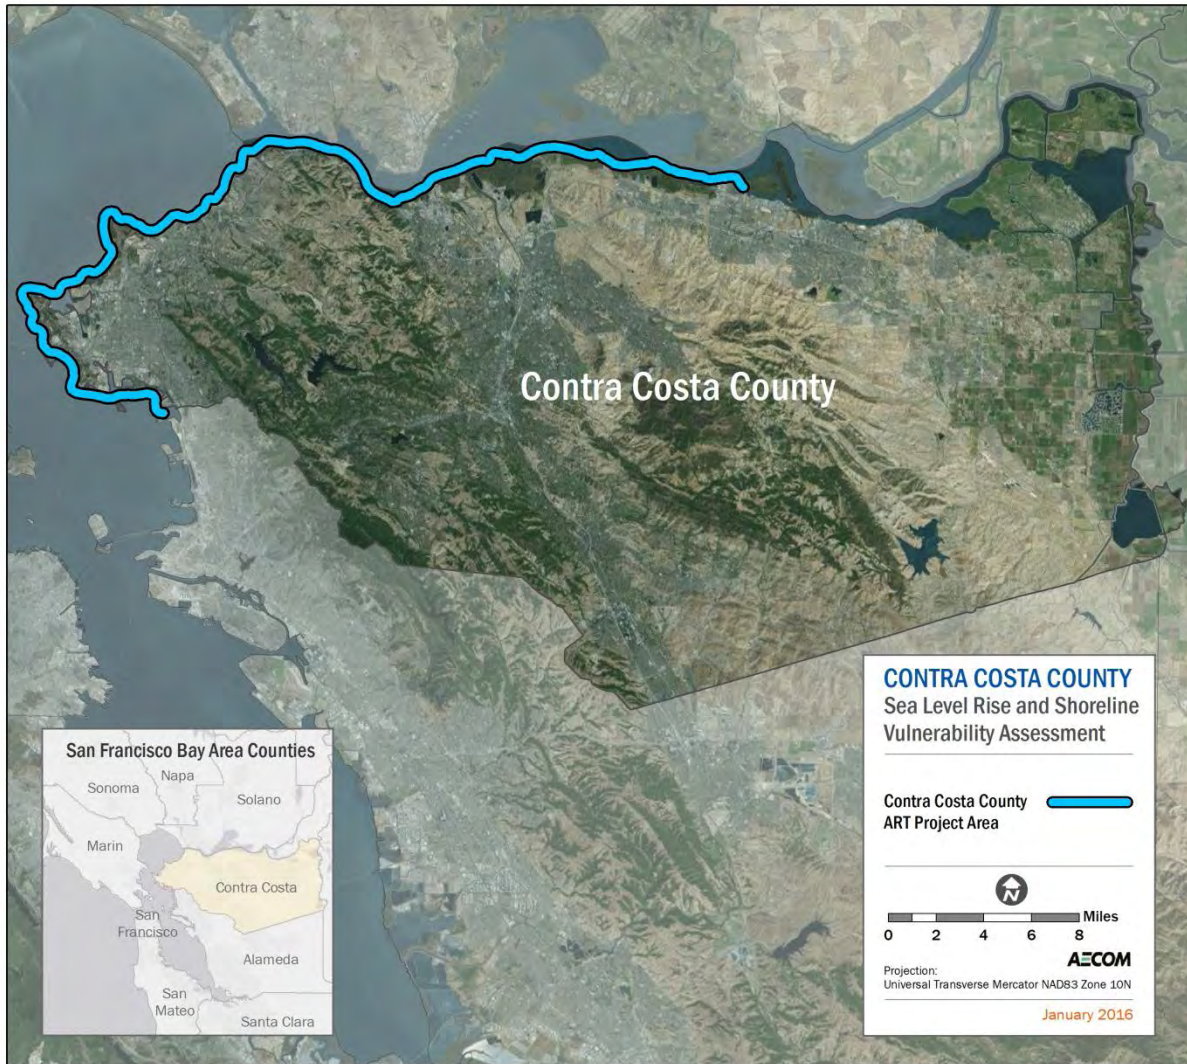 Contra Costa County
San Francisco Bay Area Counties
Napa
Sonoma
Solano
Marin
Contra Costa
San
Francisco
Alameda
San
Mateo
Santa Clara
CONTRA COSTA COUNTY
Sea Level Rise and Shoreline
Vulnerability Assessment
Contra Costa County
ART Project Area
N
Miles
0 2 4 6 8
AECOM
Projection:
Universal Transverse Mercator NAD83 Zone 10N
January 2016